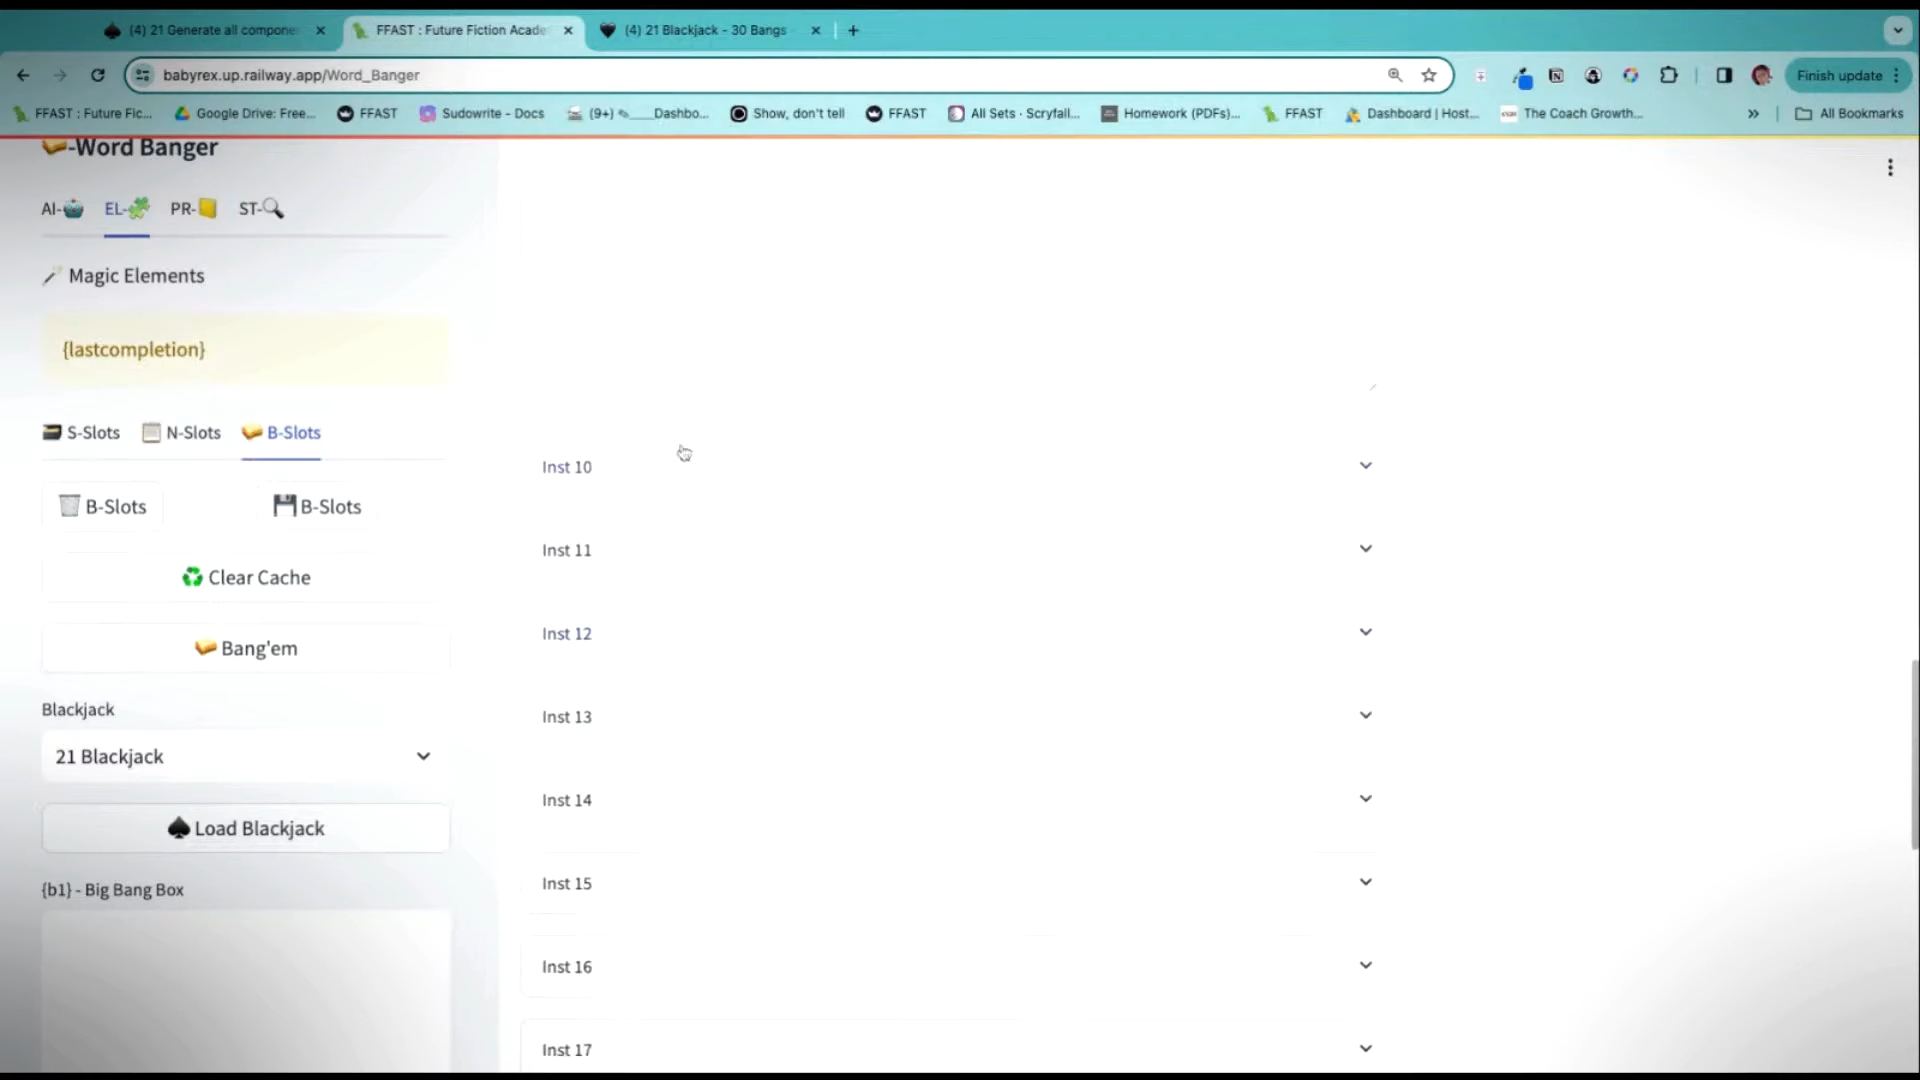 (4) 21 Generate all compone
FFAST : Future Fiction Acade
(4) 21 Blackjack - 30 Bangs
babyrex.up.railway.app/Word_Banger
Finish update
FFAST : Future Fic...
Google Drive: Free...
FFAST
Sudowrite - Docs
(9+) ✎____Dashbo...
Show, don't tell
FFAST
All Sets · Scryfall...
Homework (PDFs)...
FFAST
Dashboard | Host...
The Coach Growth...
»
All Bookmarks
-Word Banger
AI-
EL-
PR-
ST-
Magic Elements
{lastcompletion}
S-Slots
N-Slots
B-Slots
B-Slots
B-Slots
Clear Cache
Bang'em
Blackjack
21 Blackjack
Load Blackjack
{b1} - Big Bang Box
Inst 10
Inst 11
Inst 12
Inst 13
Inst 14
Inst 15
Inst 16
Inst 17